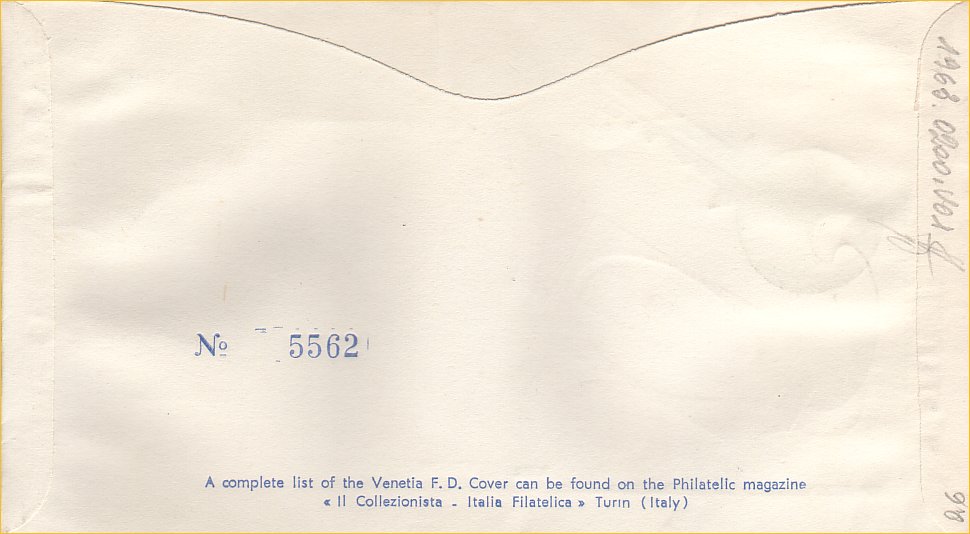 Nº 5562
A complete list of the Venetia F. D. Cover can be found on the Philatelic magazine
« Il Collezionista - Italia Filatelica » Turin (Italy)